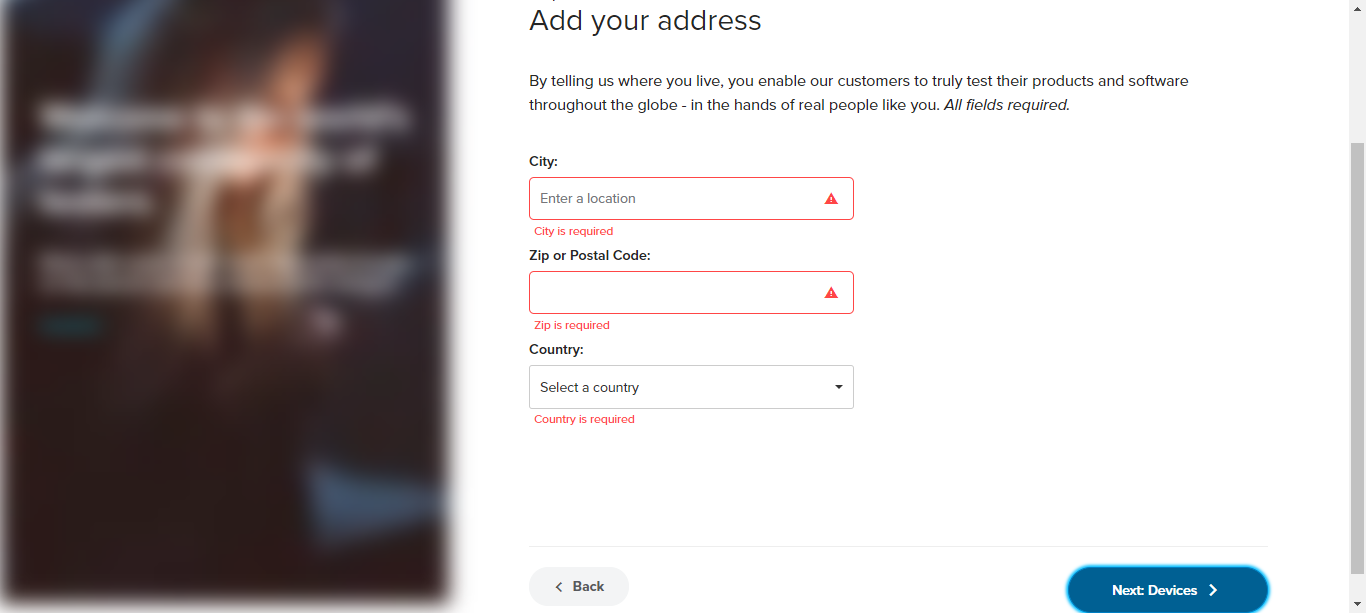 Add your address
By telling us where you live, you enable our customers to truly test their products and software
throughout the globe - in the hands of real people like you. All fields required.
City:
Enter a location
City is required
Zip or Postal Code:
Zip is required
Country:
Select a country
Country is required
Back
Next: Devices